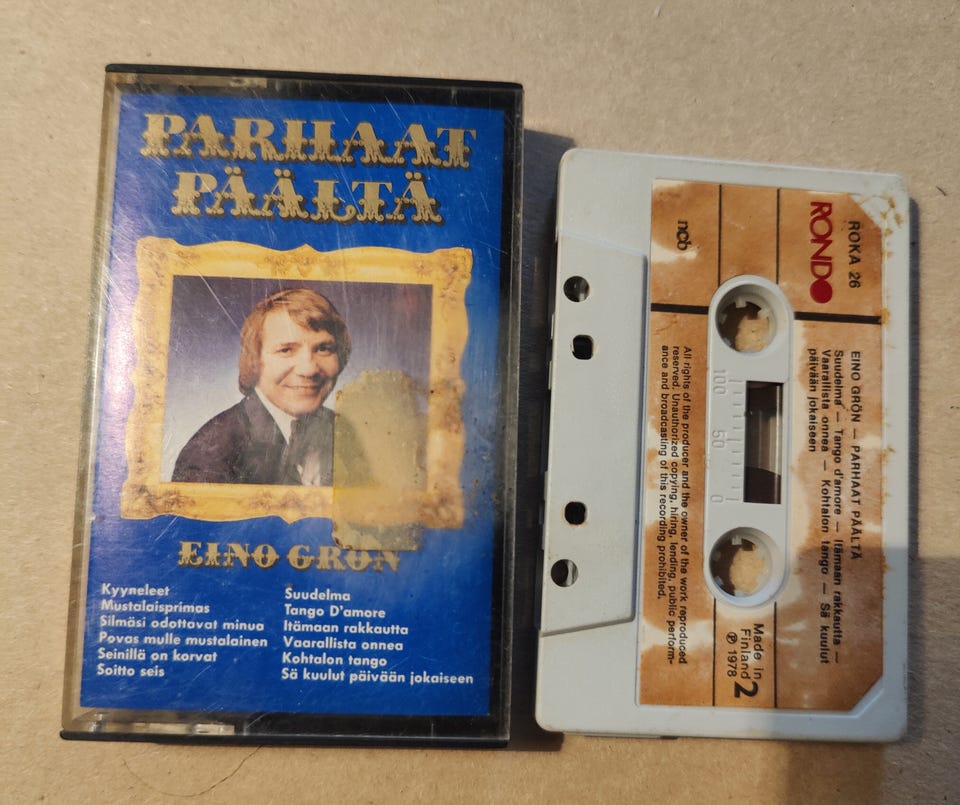 PARHAAT
PÄÄLTÄ
EINO GRÖN
Kyyneleet
Mustalaisprimas
Silmäsi odottavat minua
Povas mulle mustalainen
Seinillä on korvat
Soitto seis
Suudelma
Tango D'amore
Itämaan rakkautta
Vaarallista onnea
Kohtalon tango
Sä kuulut päivään jokaiseen
ROKA 26
RONDO
ncb
EINO GRÖN — PARHAAT PÄÄLTÄ
Suudelma — Tango d'amore — Itämaan rakkautta —
Vaarallista onnea — Kohtalon tango — Sä kuulut
päivään jokaiseen
100 50 0
All rights of the producer and the owner of the work reproduced
reserved. Unauthorized copying, hiring, lending, public perform-
ance and broadcasting of this recording prohibited.
Made in
Finland
℗ 1978
2